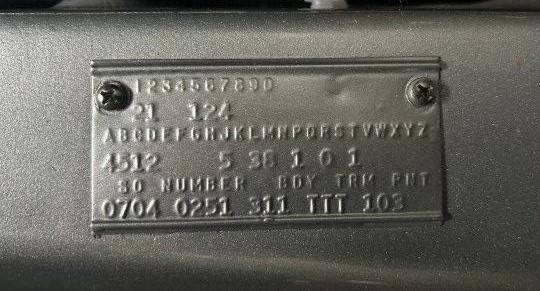 1234567890
21 124
ABCDEFGHJKLMNPQRSTVWXYZ
4512 5 38 1 0 1
SO NUMBER BDY TRM PNT
0704 0251 311 TTT 103